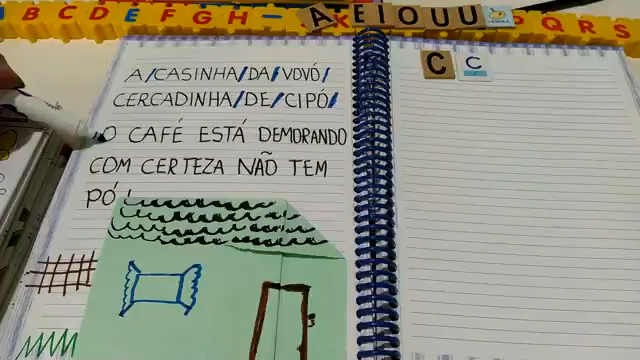 B C D E F G H K Q R S
A E I O U U
C C
A/CASINHA/DA/VOVÓ/
CERCADINHA/DE/CIPÓ/
O CAFÉ ESTÁ DEMORANDO
COM CERTEZA NÃO TEM
PÓ!